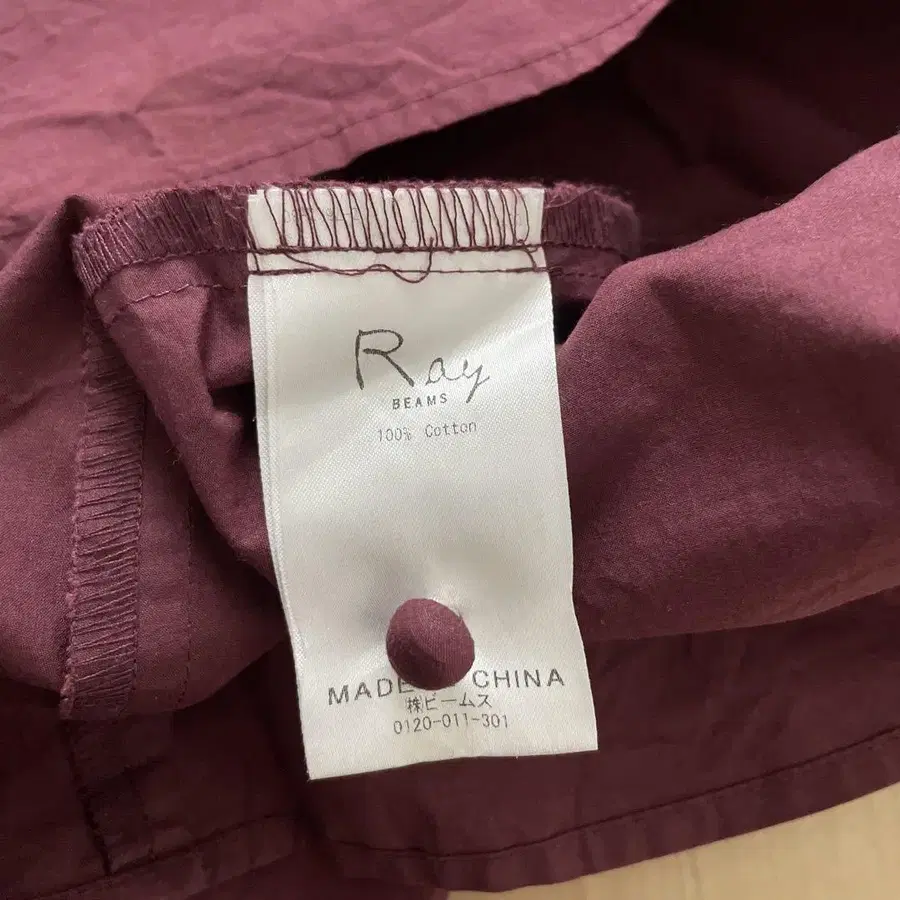 Ray
BEAMS
100% Cotton
MADE CHINA
㈱ビームス
0120-011-301